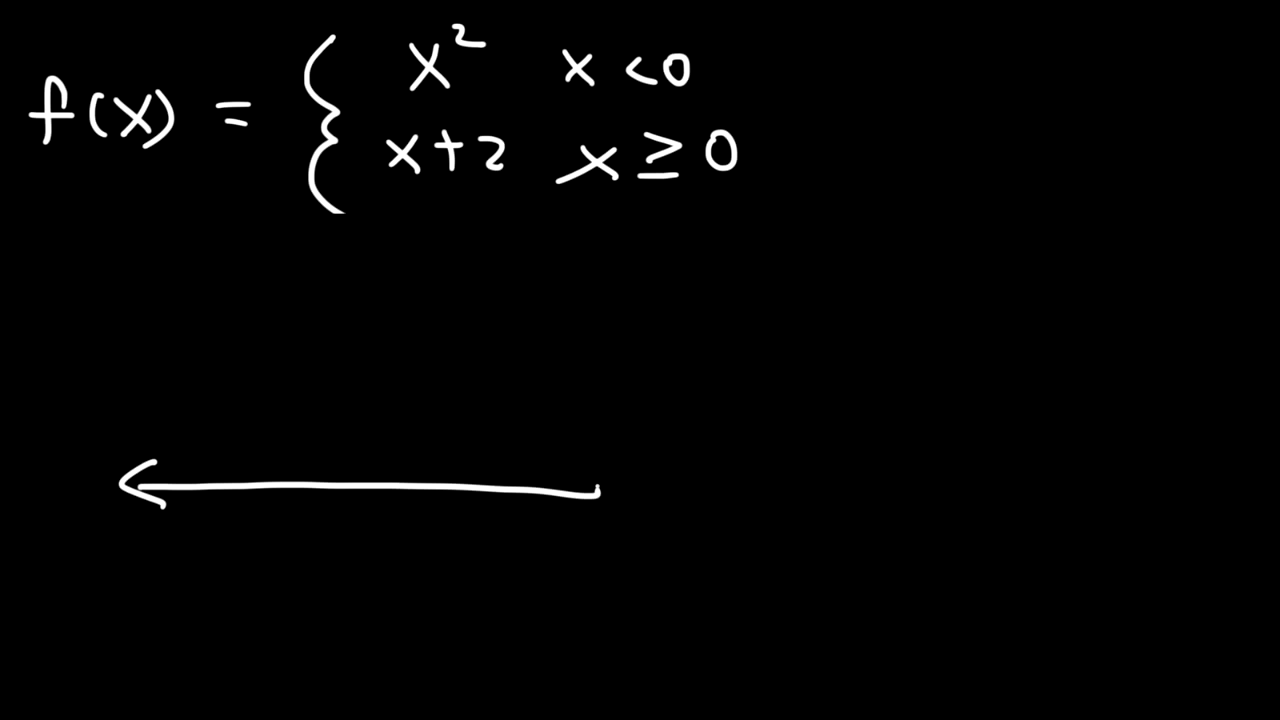 f(x) = { x² x < 0
x + 2 x ≥ 0